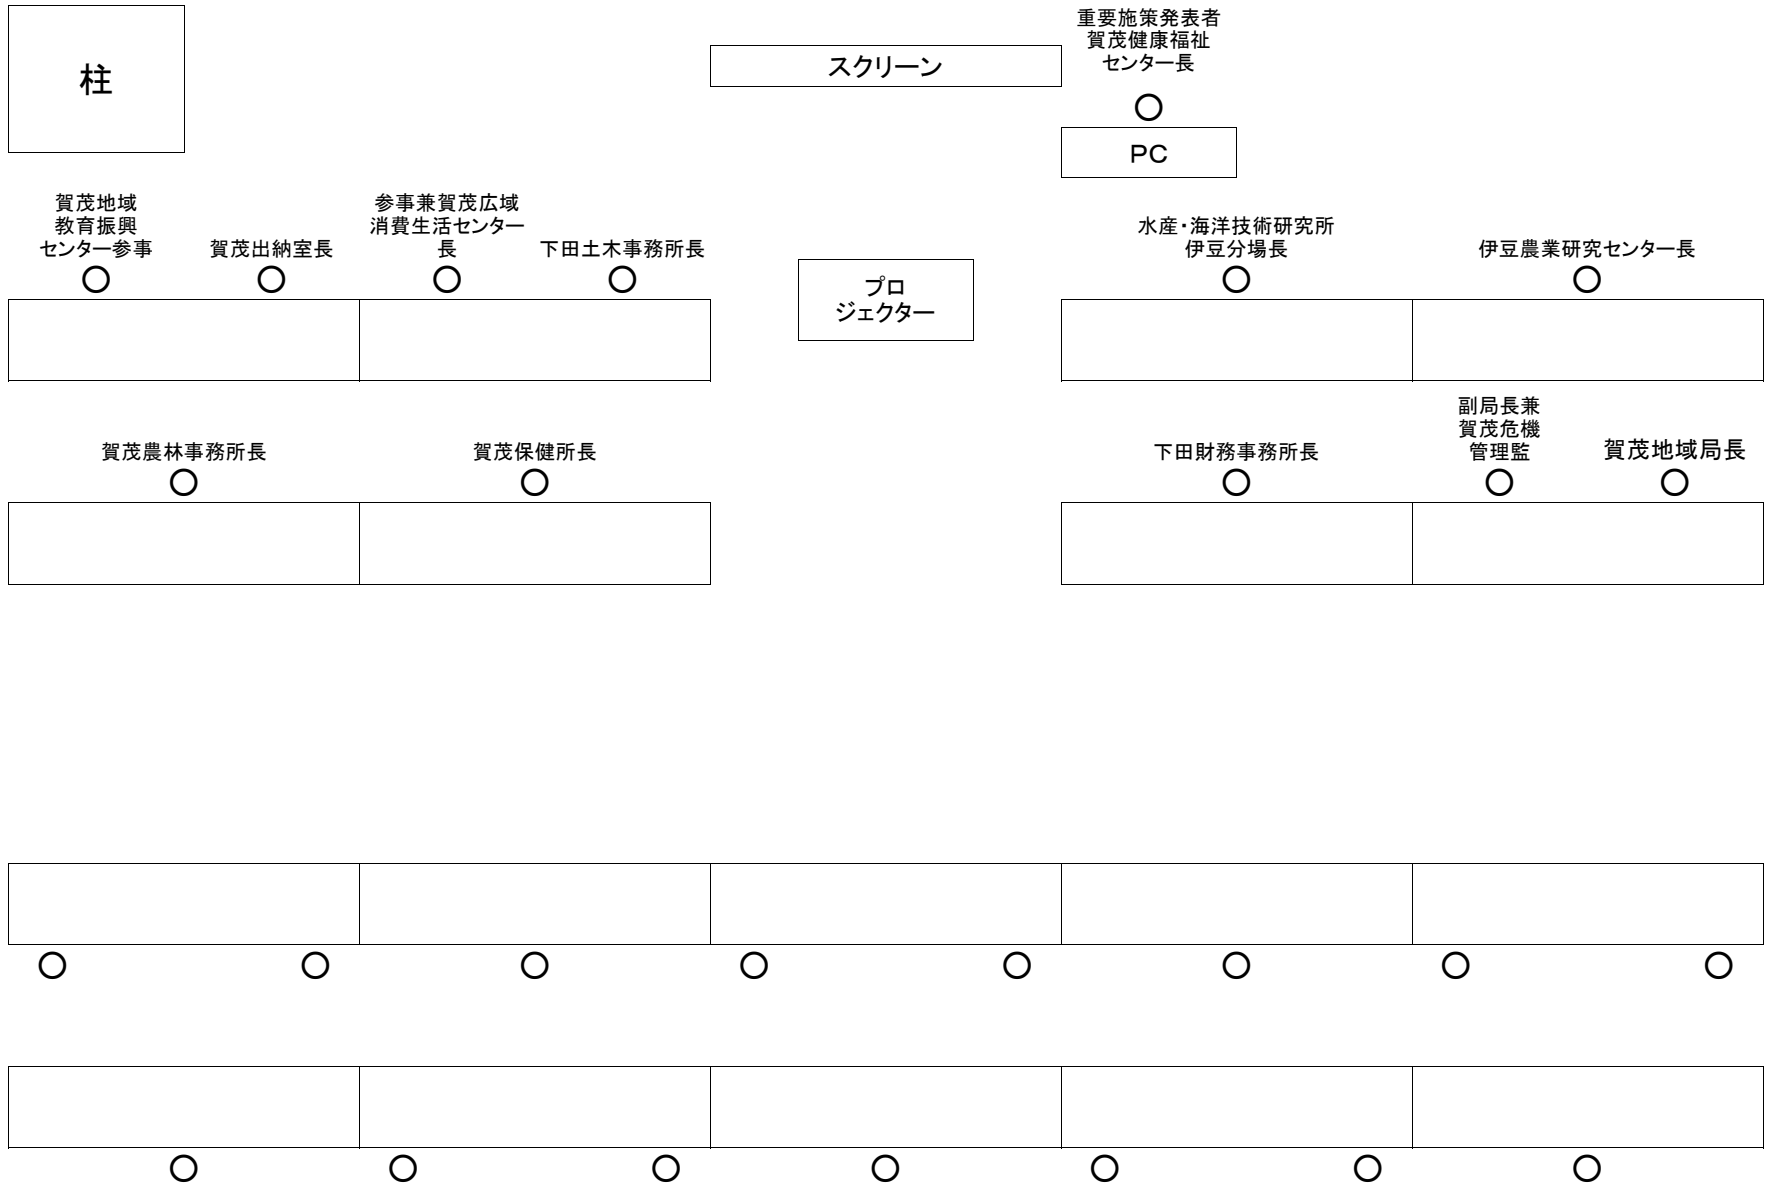 柱
スクリーン
重要施策発表者
賀茂健康福祉
センター長
○
PC
賀茂地域
教育振興
センター参事
○
賀茂出納室長
○
参事兼賀茂広域
消費生活センター
長
○
下田土木事務所長
○
プロ
ジェクター
水産・海洋技術研究所
伊豆分場長
○
伊豆農業研究センター長
○
賀茂農林事務所長
○
賀茂保健所長
○
下田財務事務所長
○
副局長兼
賀茂危機
管理監
○
賀茂地域局長
○
○ ○ ○ ○ ○ ○ ○ ○
○ ○ ○ ○ ○ ○ ○